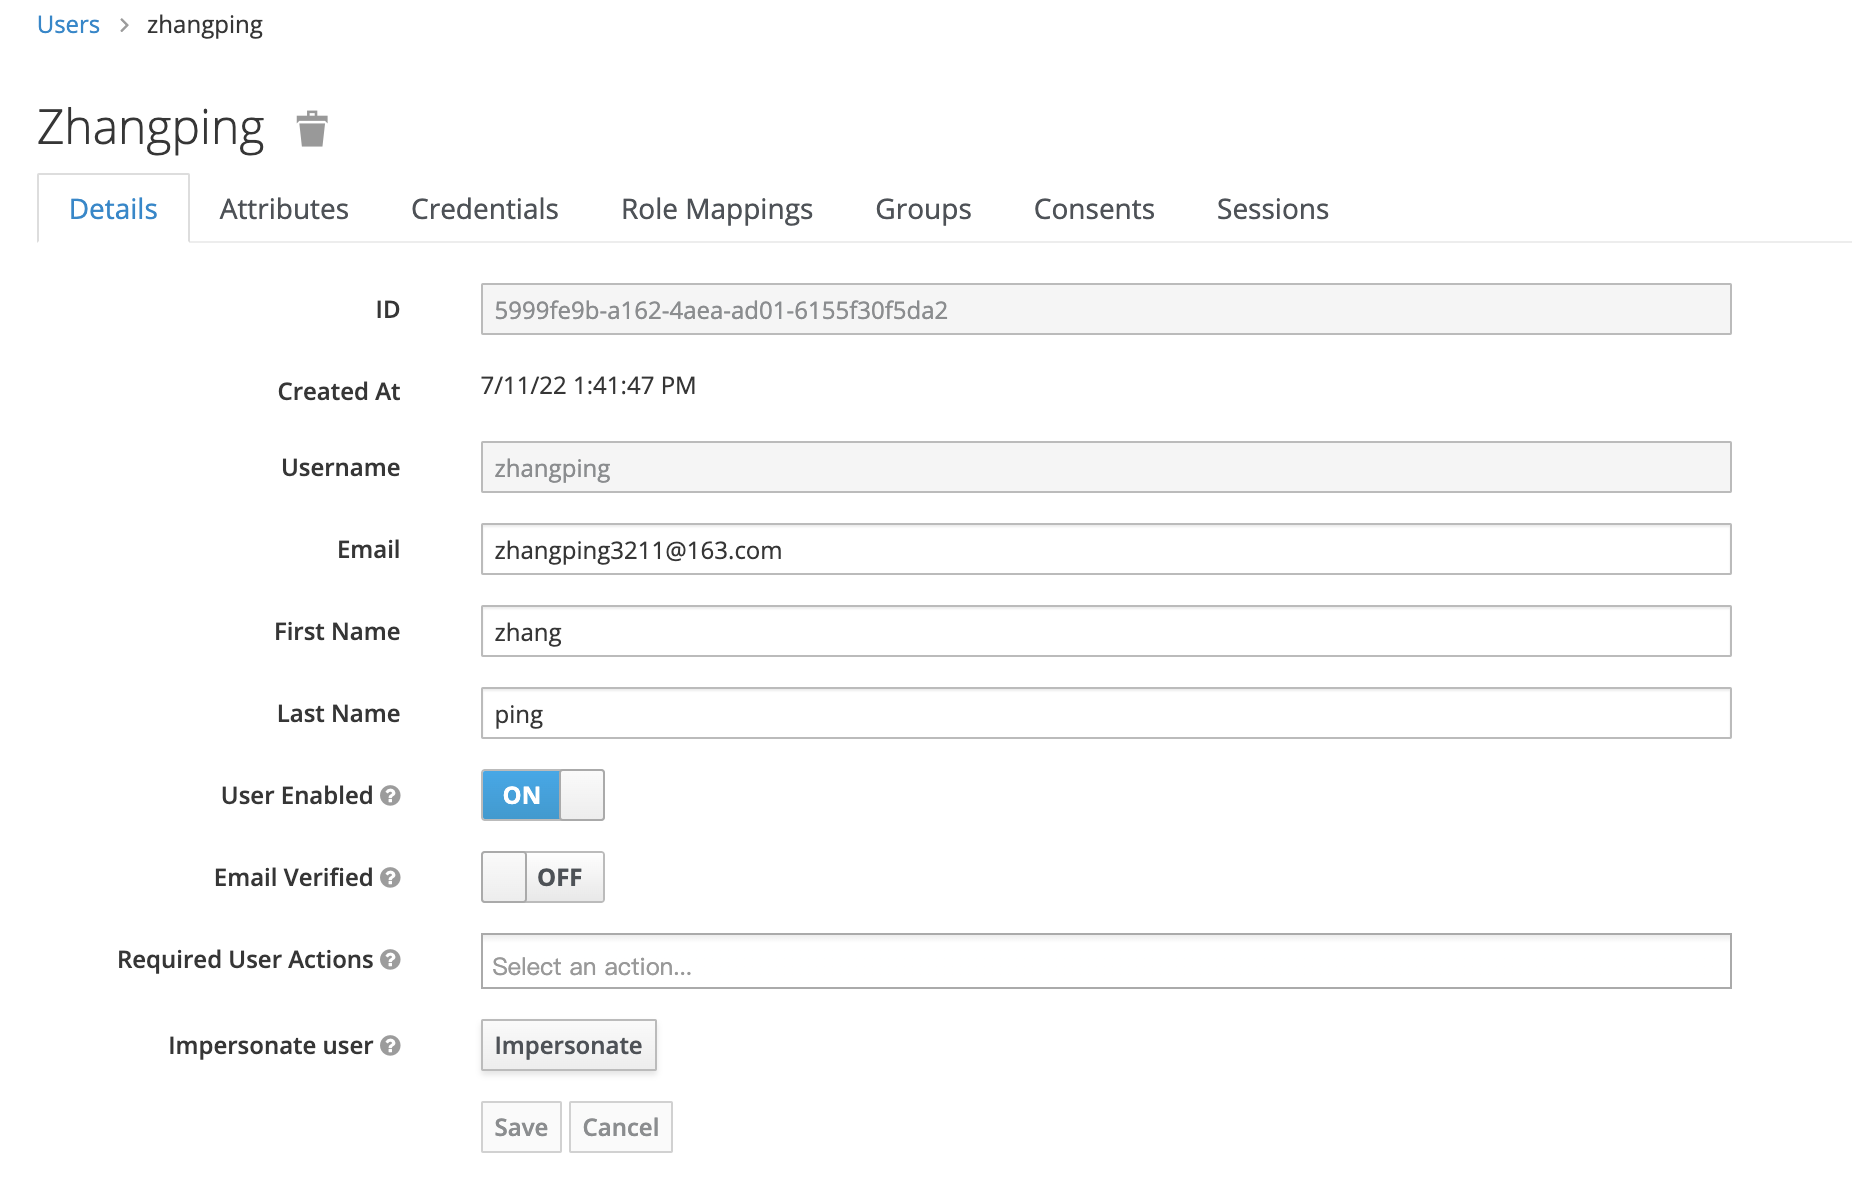 Users > zhangping
Zhangping
Details Attributes Credentials Role Mappings Groups Consents Sessions
ID 5999fe9b-a162-4aea-ad01-6155f30f5da2
Created At 7/11/22 1:41:47 PM
Username zhangping
Email zhangping3211@163.com
First Name zhang
Last Name ping
User Enabled ? ON
Email Verified ? OFF
Required User Actions ? Select an action...
Impersonate user ? Impersonate
Save Cancel